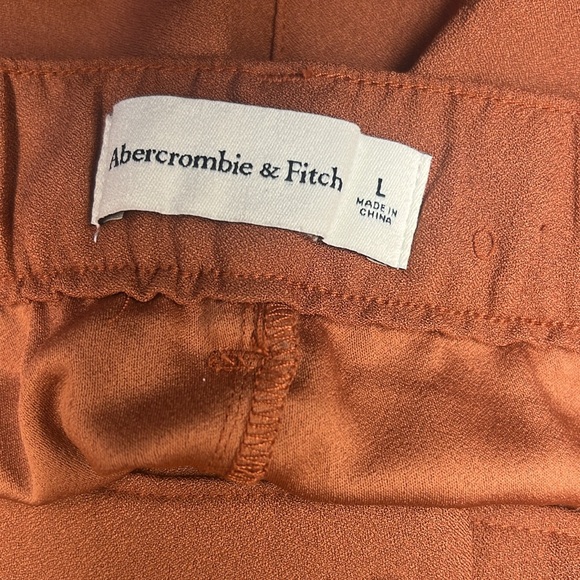 Abercrombie & Fitch
L
MADE IN
CHINA